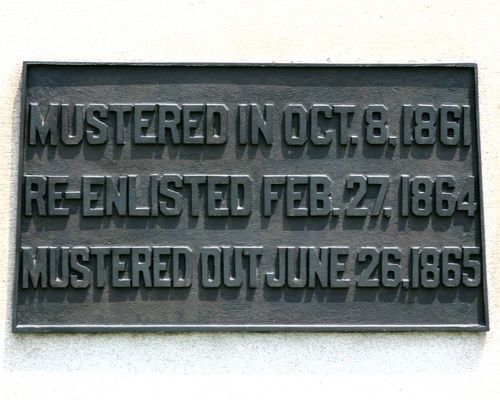 MUSTERED IN OCT. 8, 1861
RE-ENLISTED FEB. 27, 1864
MUSTERED OUT JUNE 26, 1865